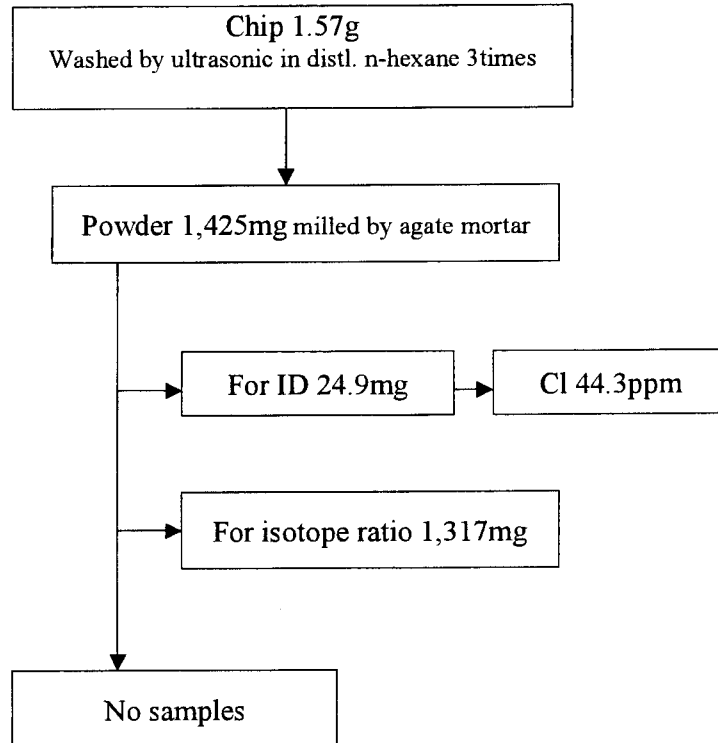 Chip 1.57g
Washed by ultrasonic in distl. n-hexane 3times
Powder 1,425mg milled by agate mortar
For ID 24.9mg
Cl 44.3ppm
For isotope ratio 1,317mg
No samples